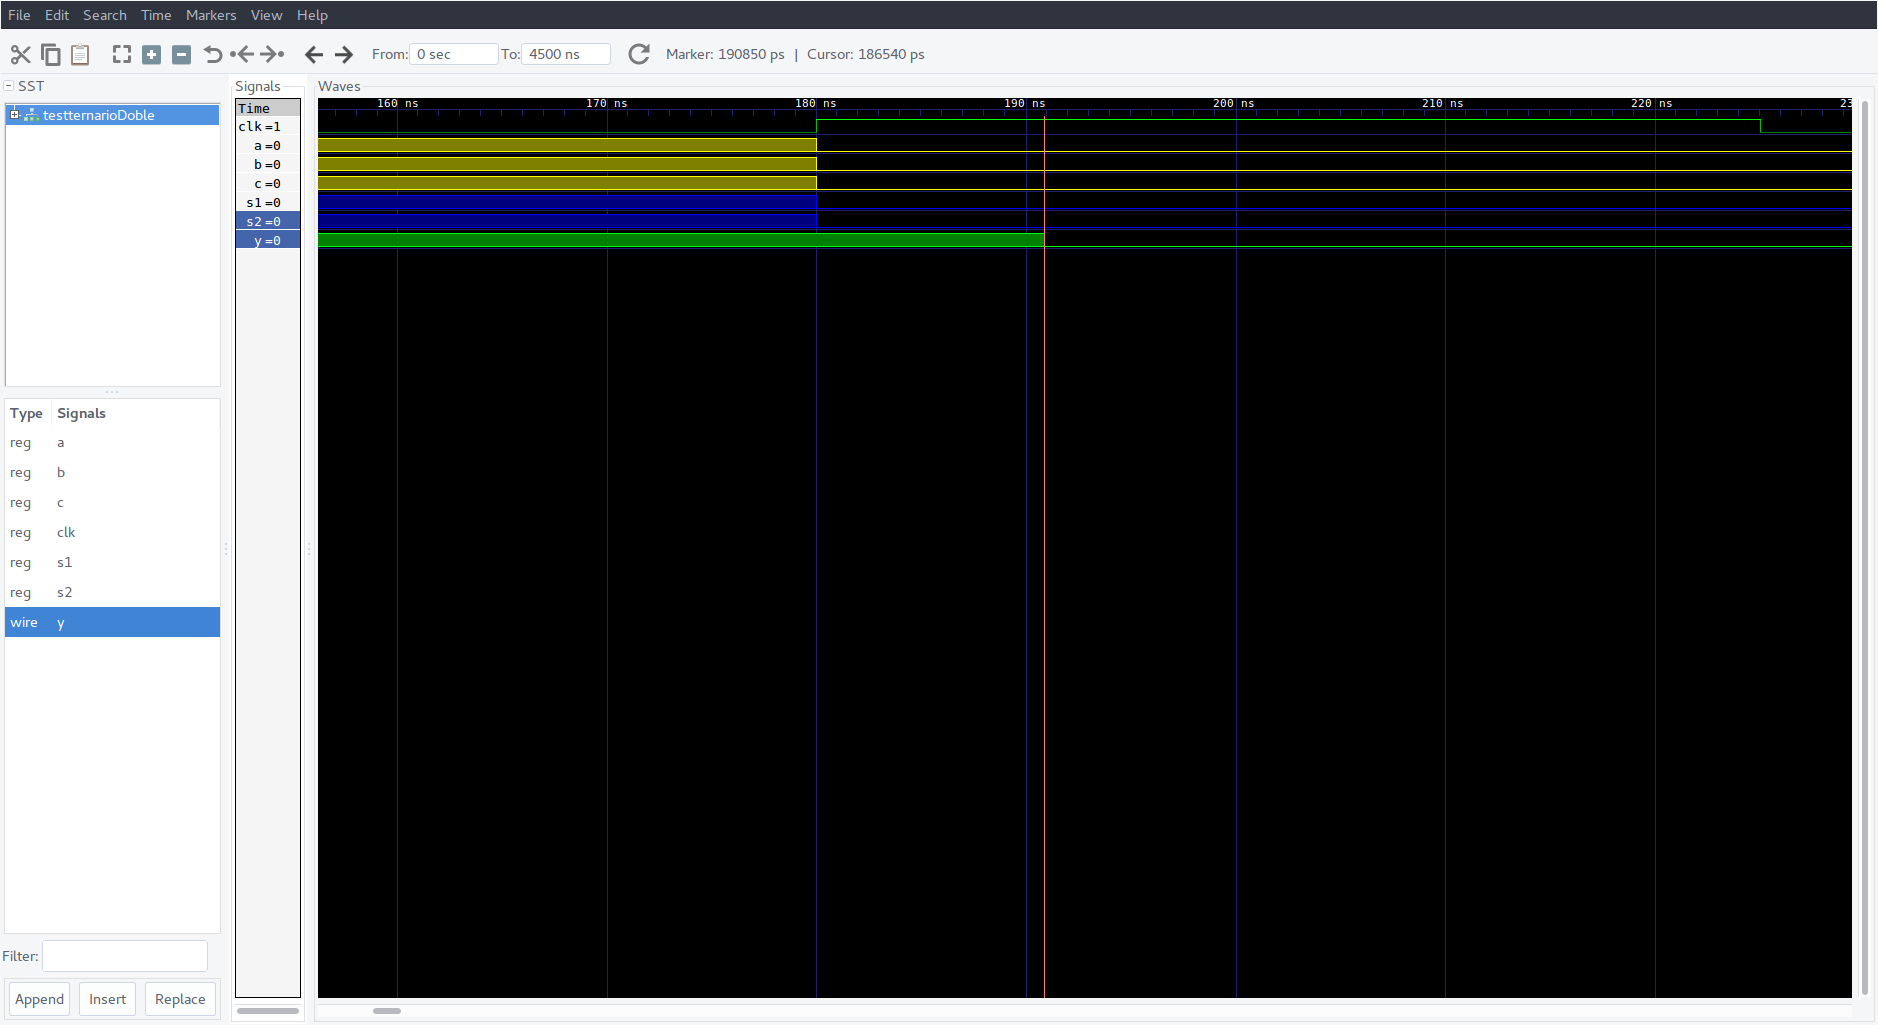 File Edit Search Time Markers View Help
From: 0 sec To: 4500 ns Marker: 190850 ps | Cursor: 186540 ps
SST
testternarioDoble
Type Signals
reg a
reg b
reg c
reg clk
reg s1
reg s2
wire y
Filter:
Append Insert Replace
Signals
Time
clk=1
a=0
b=0
c=0
s1=0
s2=0
y=0
Waves
160 ns 170 ns 180 ns 190 ns 200 ns 210 ns 220 ns 23